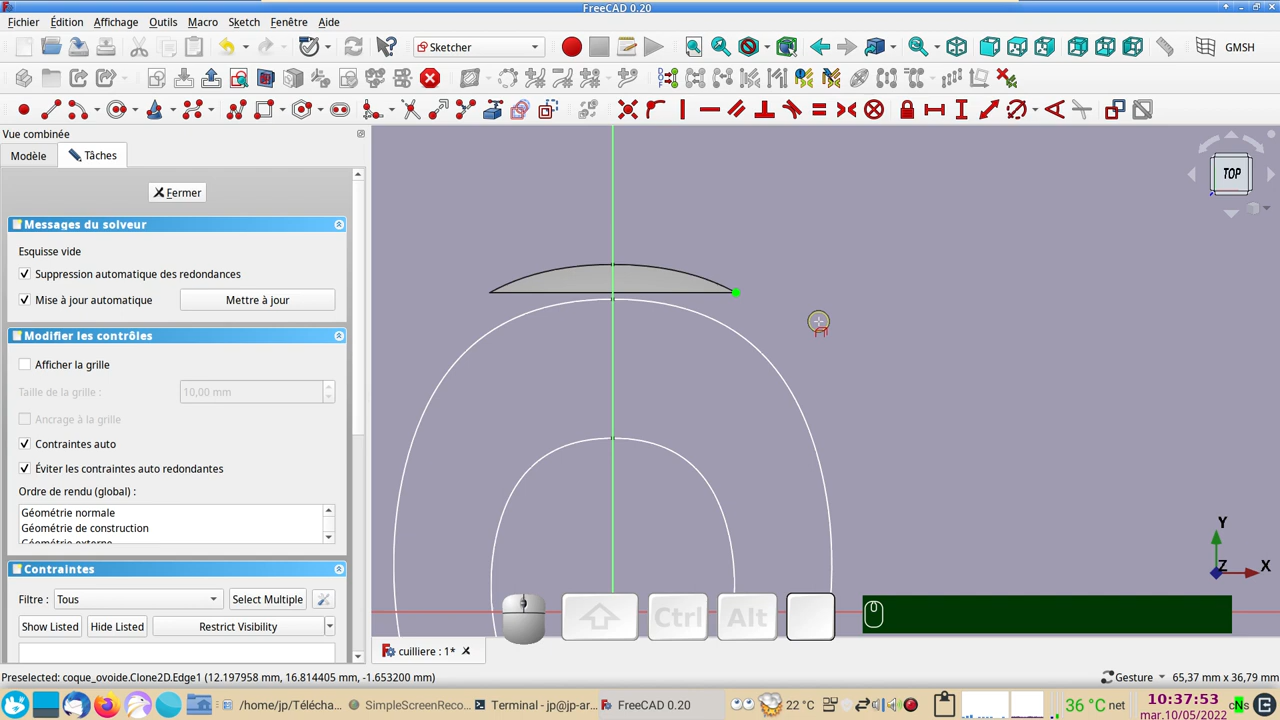 FreeCAD 0.20
Fichier Édition Affichage Outils Macro Sketch Fenêtre Aide
Sketcher
GMSH
Vue combinée
Modèle Tâches
Fermer
Messages du solveur
Esquisse vide
Suppression automatique des redondances
Mise à jour automatique Mettre à jour
Modifier les contrôles
Afficher la grille
Taille de la grille : 10,00 mm
Ancrage à la grille
Contraintes auto
Éviter les contraintes auto redondantes
Ordre de rendu (global) :
Géométrie normale
Géométrie de construction
Géométrie externe
Contraintes
Filtre : Tous Select Multiple
Show Listed Hide Listed Restrict Visibility
TOP
Y
Z X
Ctrl Alt
cuilliere : 1*
Preselected: coque_ovoide.Clone2D.Edge1 (12.197958 mm, 16.814405 mm, -1.653200 mm) Gesture 65,37 mm x 36,79 mm
/home/jp/Télécha... SimpleScreenReco... Terminal - jp@jp-ar... FreeCAD 0.20 22 °C 36 °C net 10:37:53
mar.10/05/2022